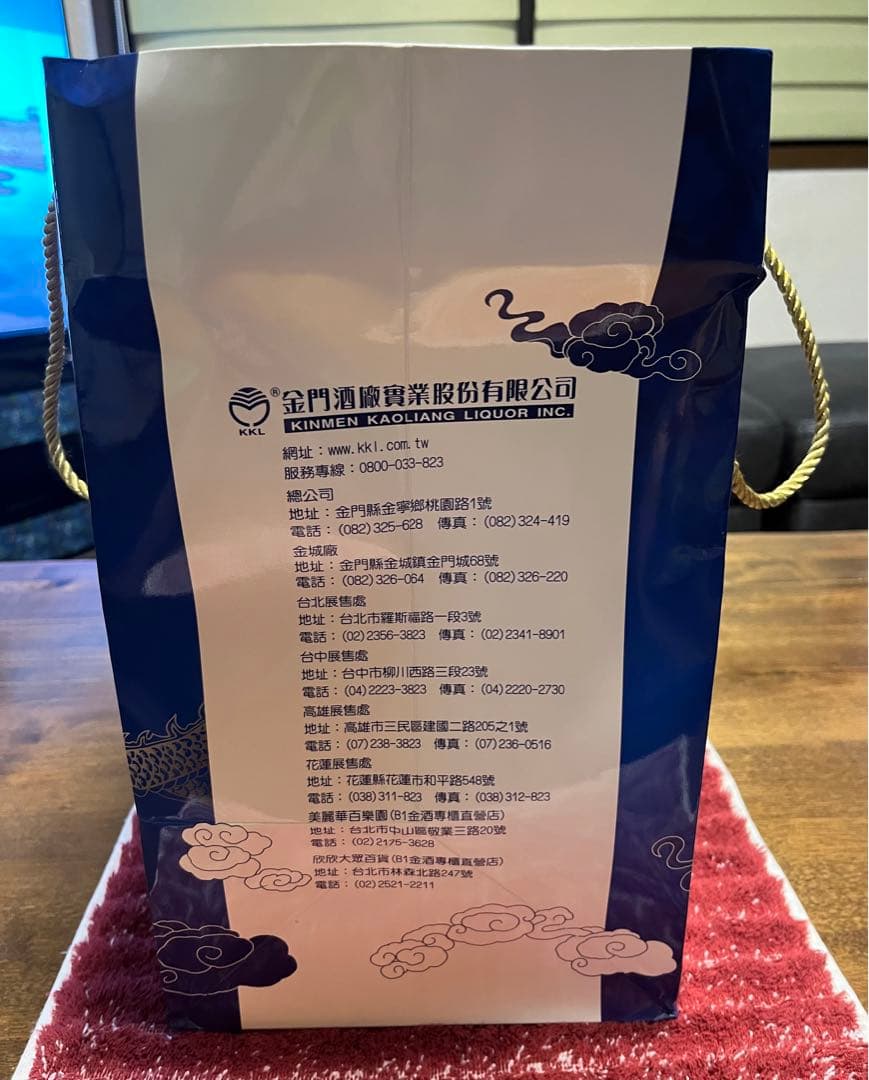 KKL
®
金門酒廠實業股份有限公司
KINMEN KAOLIANG LIQUOR INC.
網址：www.kkl.com.tw
服務專線：0800-033-823
總公司
地址：金門縣金寧鄉桃園路1號
電話：(082)325-628 傳真：(082)324-419
金城廠
地址：金門縣金城鎮金門城68號
電話：(082)326-064 傳真：(082)326-220
台北展售處
地址：台北市羅斯福路一段3號
電話：(02)2356-3823 傳真：(02)2341-8901
台中展售處
地址：台中市柳川西路三段23號
電話：(04)2223-3823 傳真：(04)2220-2730
高雄展售處
地址：高雄市三民區建國二路205之1號
電話：(07)238-3823 傳真：(07)236-0516
花蓮展售處
地址：花蓮縣花蓮市和平路548號
電話：(038)311-823 傳真：(038)312-823
美麗華百樂園(B1金酒專櫃直營店)
地址：台北市中山區敬業三路20號
電話：(02)2175-3628
欣欣大眾百貨(B1金酒專櫃直營店)
地址：台北市林森北路247號
電話：(02)2521-2211